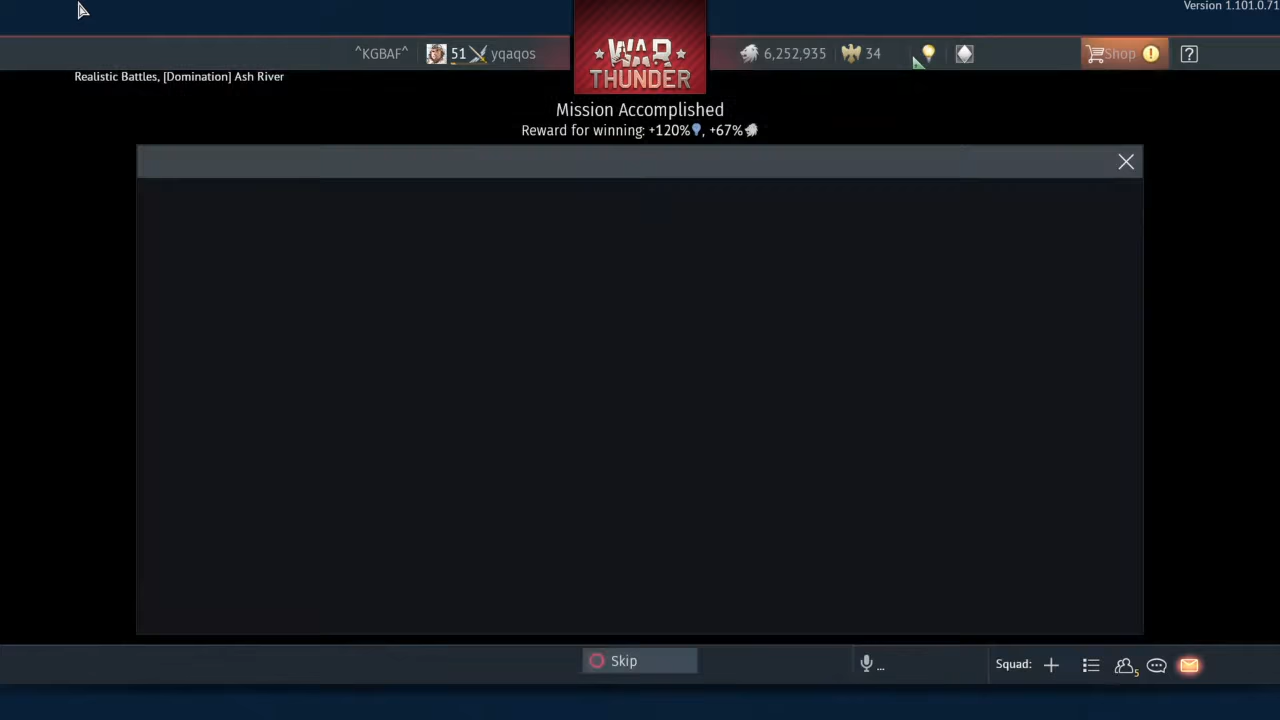 Version 1.101.0.71
^KGBAF^ 51 yqaqos
WAR THUNDER
6,252,935 34
Shop
Realistic Battles, [Domination] Ash River
Mission Accomplished
Reward for winning: +120%, +67%
Skip
...
Squad: + 5